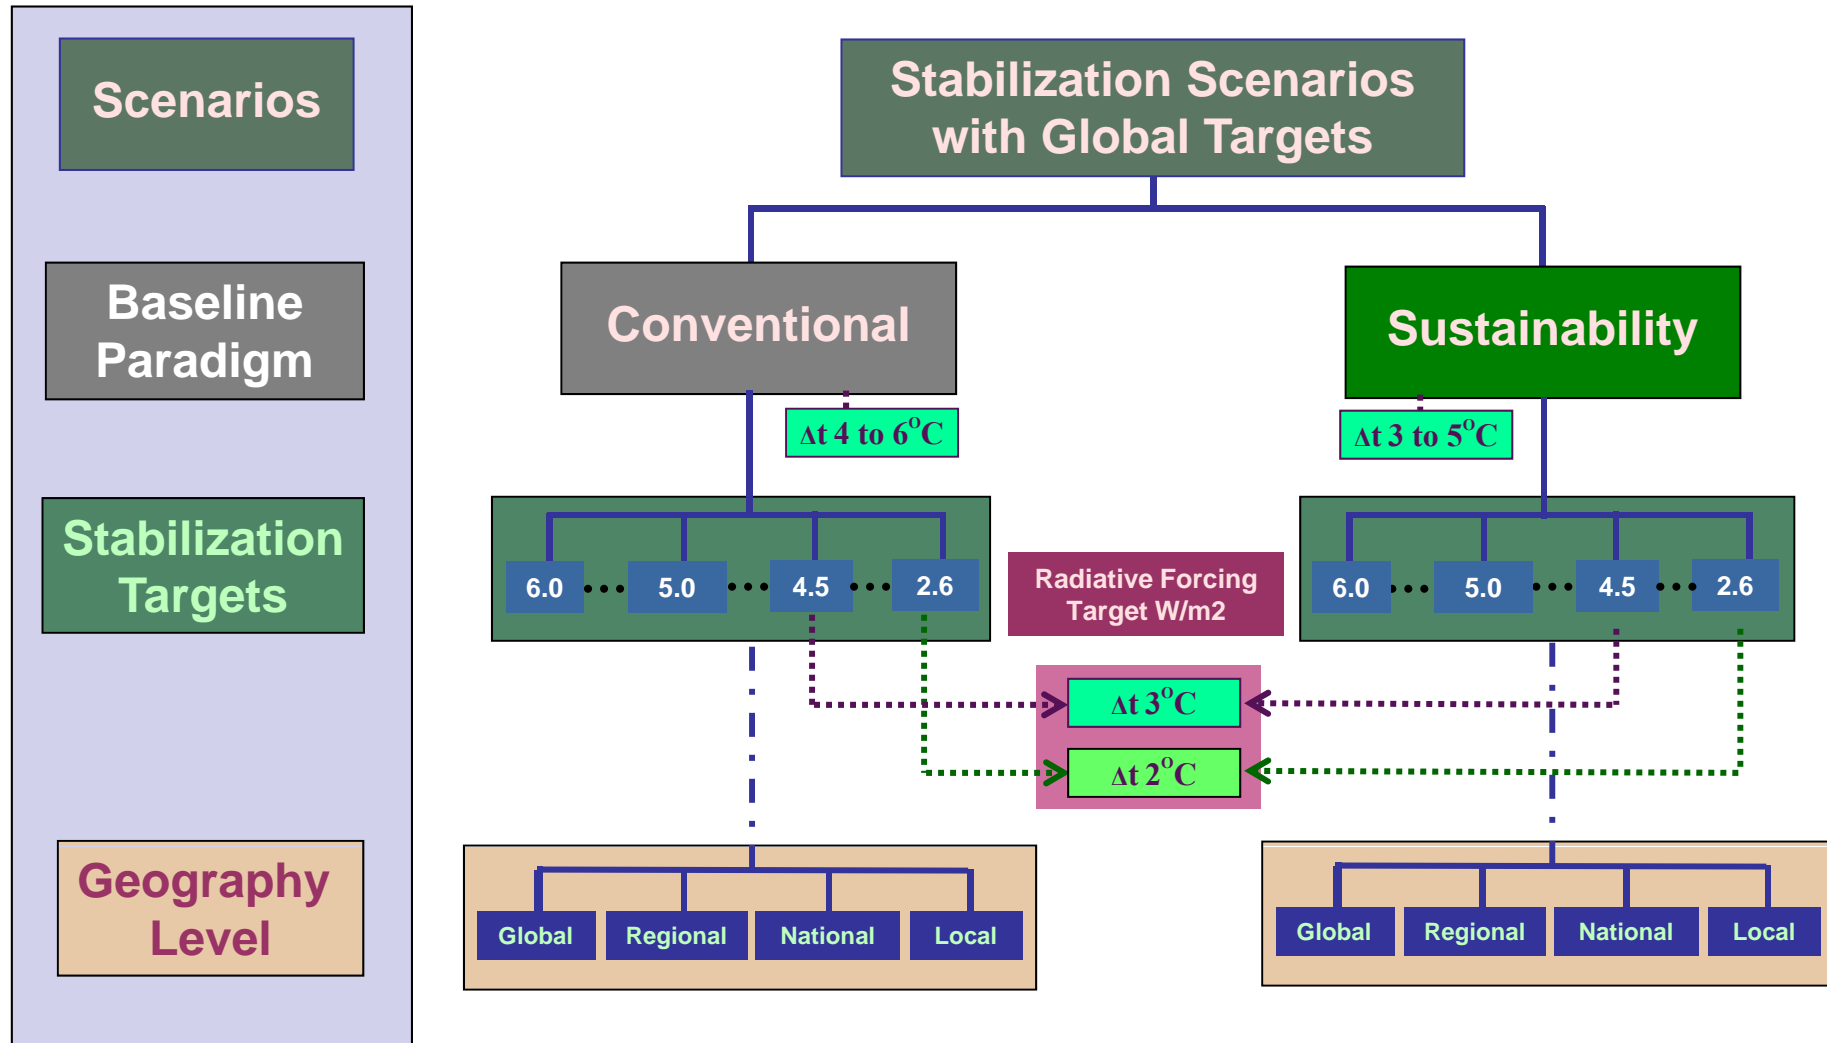 Scenarios
Stabilization Scenarios
with Global Targets
Baseline
Paradigm
Conventional
Sustainability
Δt 4 to 6°C
Δt 3 to 5°C
Stabilization
Targets
6.0
5.0
4.5
2.6
Radiative Forcing
Target W/m2
6.0
5.0
4.5
2.6
Δt 3°C
Δt 2°C
Geography
Level
Global
Regional
National
Local
Global
Regional
National
Local